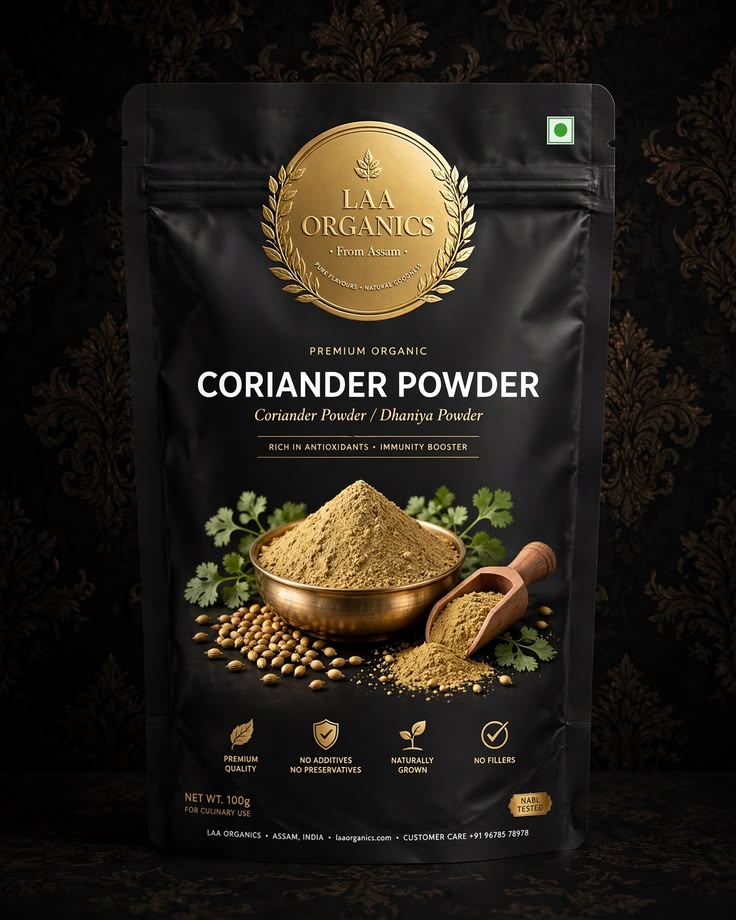 LAA
ORGANICS
• From Assam •
PURE FLAVOURS • NATURAL GOODNESS
PREMIUM ORGANIC
CORIANDER POWDER
Coriander Powder / Dhaniya Powder
RICH IN ANTIOXIDANTS • IMMUNITY BOOSTER
PREMIUM
QUALITY
NO ADDITIVES
NO PRESERVATIVES
NATURALLY
GROWN
NO FILLERS
NET WT. 100g
FOR CULINARY USE
NABL
TESTED
LAA ORGANICS • ASSAM, INDIA • laaorganics.com • CUSTOMER CARE +91 96785 78978